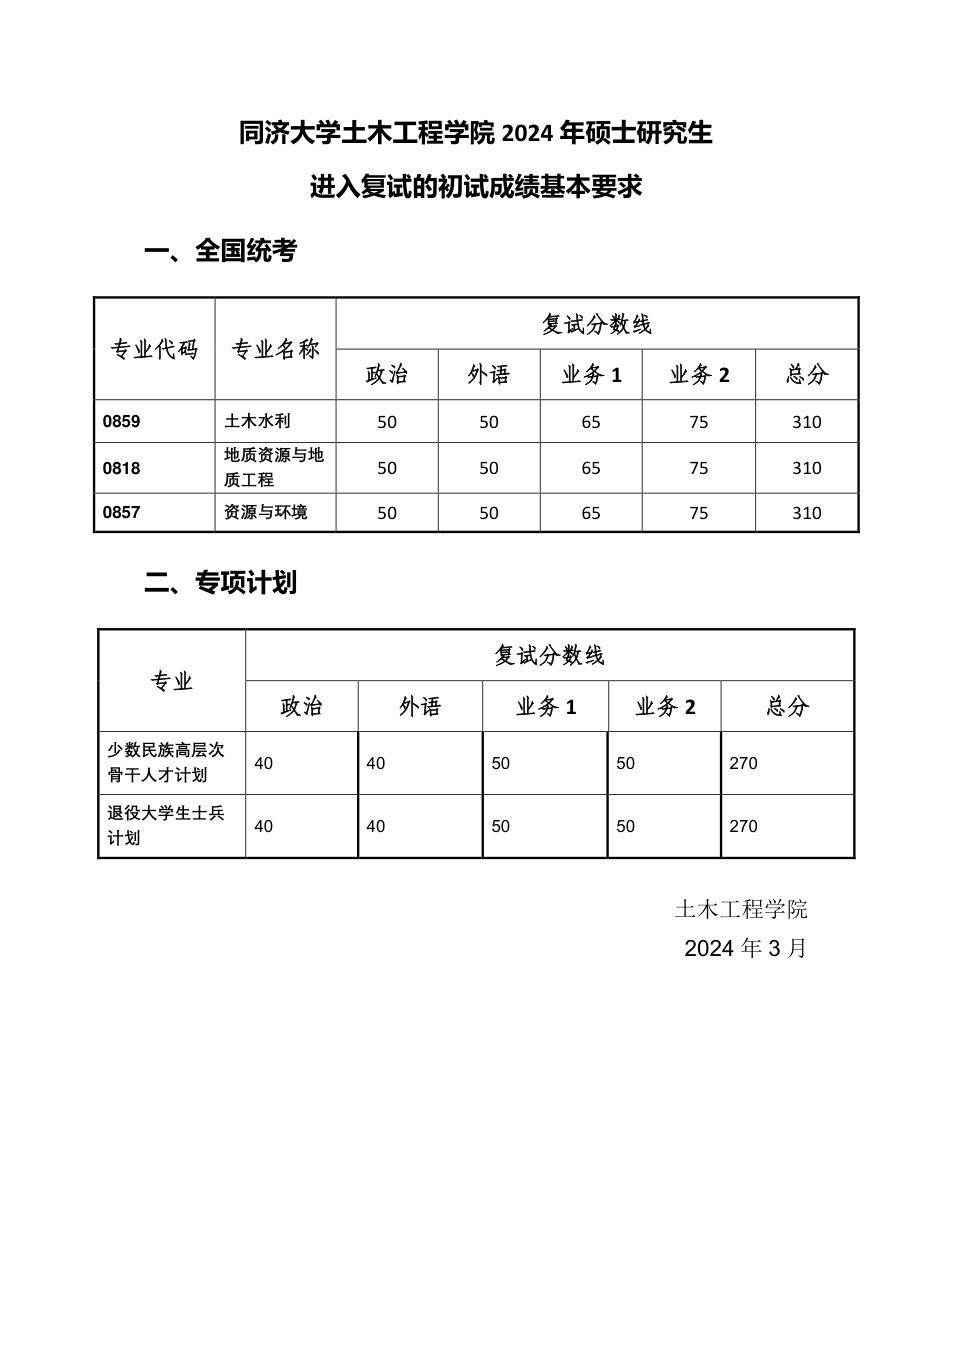 同济大学土木工程学院 2024 年硕士研究生
进入复试的初试成绩基本要求
一、全国统考
专业代码 专业名称 复试分数线
政治 外语 业务 1 业务 2 总分
0859 土木水利 50 50 65 75 310
0818 地质资源与地
质工程 50 50 65 75 310
0857 资源与环境 50 50 65 75 310
二、专项计划
专业 复试分数线
政治 外语 业务 1 业务 2 总分
少数民族高层次
骨干人才计划 40 40 50 50 270
退役大学生士兵
计划 40 40 50 50 270
土木工程学院
2024 年 3 月